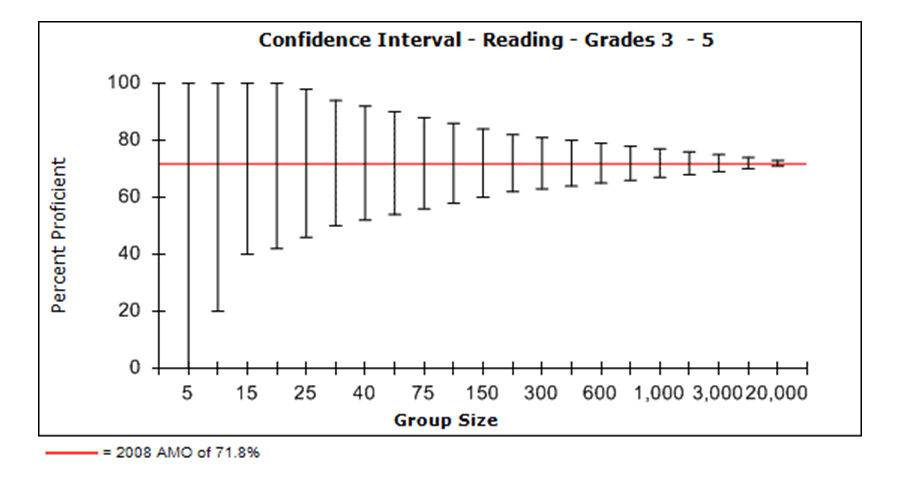 Confidence Interval - Reading - Grades 3 - 5
Percent Proficient
100
80
60
40
20
0
5 15 25 40 75 150 300 600 1,000 3,000 20,000
Group Size
= 2008 AMO of 71.8%